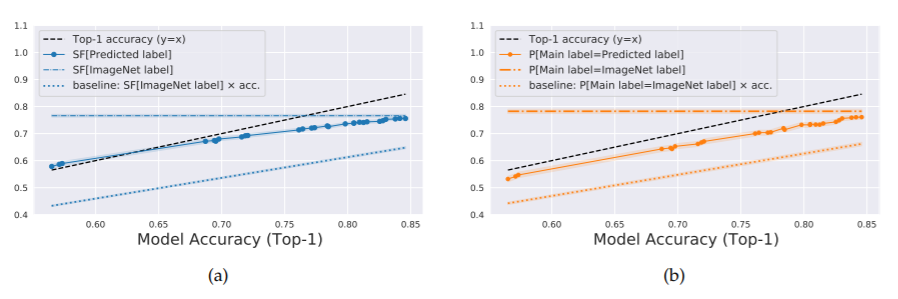 1.1
1.0
0.9
0.8
0.7
0.6
0.5
0.4
Top-1 accuracy (y=x)
SF[Predicted label]
SF[ImageNet label]
baseline: SF[ImageNet label] × acc.
0.60
0.65
0.70
0.75
0.80
0.85
Model Accuracy (Top-1)
(a)
1.1
1.0
0.9
0.8
0.7
0.6
0.5
0.4
Top-1 accuracy (y=x)
P[Main label=Predicted label]
P[Main label=ImageNet label]
baseline: P[Main label=ImageNet label] × acc.
0.60
0.65
0.70
0.75
0.80
0.85
Model Accuracy (Top-1)
(b)